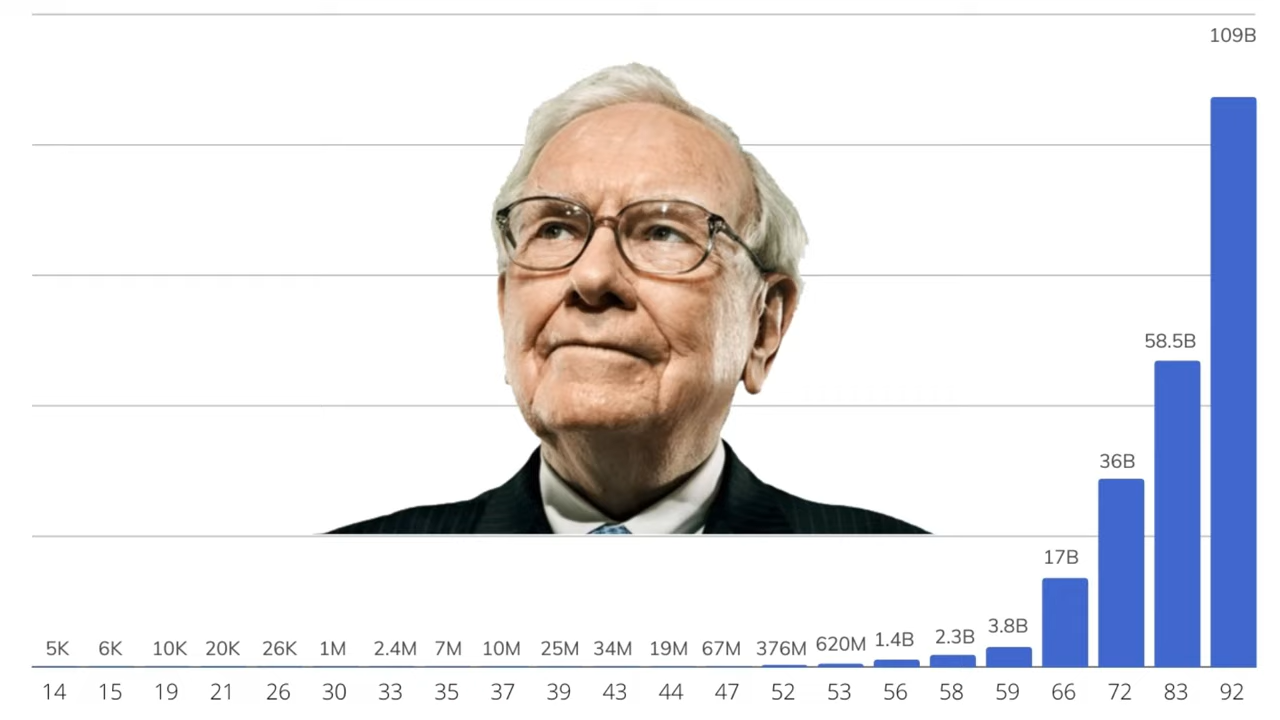 109B
58.5B
36B
17B
5K 6K 10K 20K 26K 1M 2.4M 7M 10M 25M 34M 19M 67M 376M 620M 1.4B 2.3B 3.8B
14 15 19 21 26 30 33 35 37 39 43 44 47 52 53 56 58 59 66 72 83 92